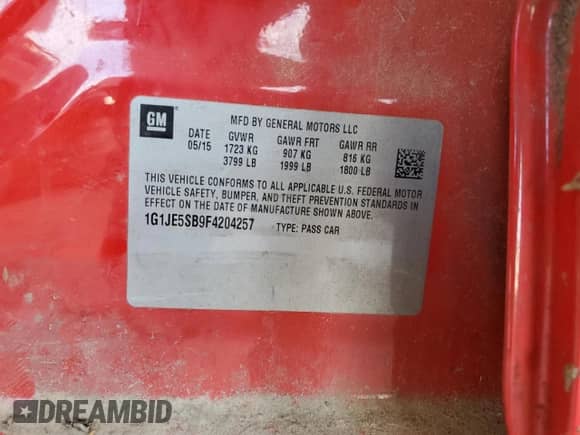 GM
MFD BY GENERAL MOTORS LLC
DATE GVWR GAWR FRT GAWR RR
05/15 1723 KG 907 KG 816 KG
3799 LB 1999 LB 1800 LB
THIS VEHICLE CONFORMS TO ALL APPLICABLE U.S. FEDERAL MOTOR
VEHICLE SAFETY, BUMPER, AND THEFT PREVENTION STANDARDS IN
EFFECT ON THE DATE OF MANUFACTURE SHOWN ABOVE.
1G1JE5SB9F4204257 TYPE: PASS CAR
DREAMBID